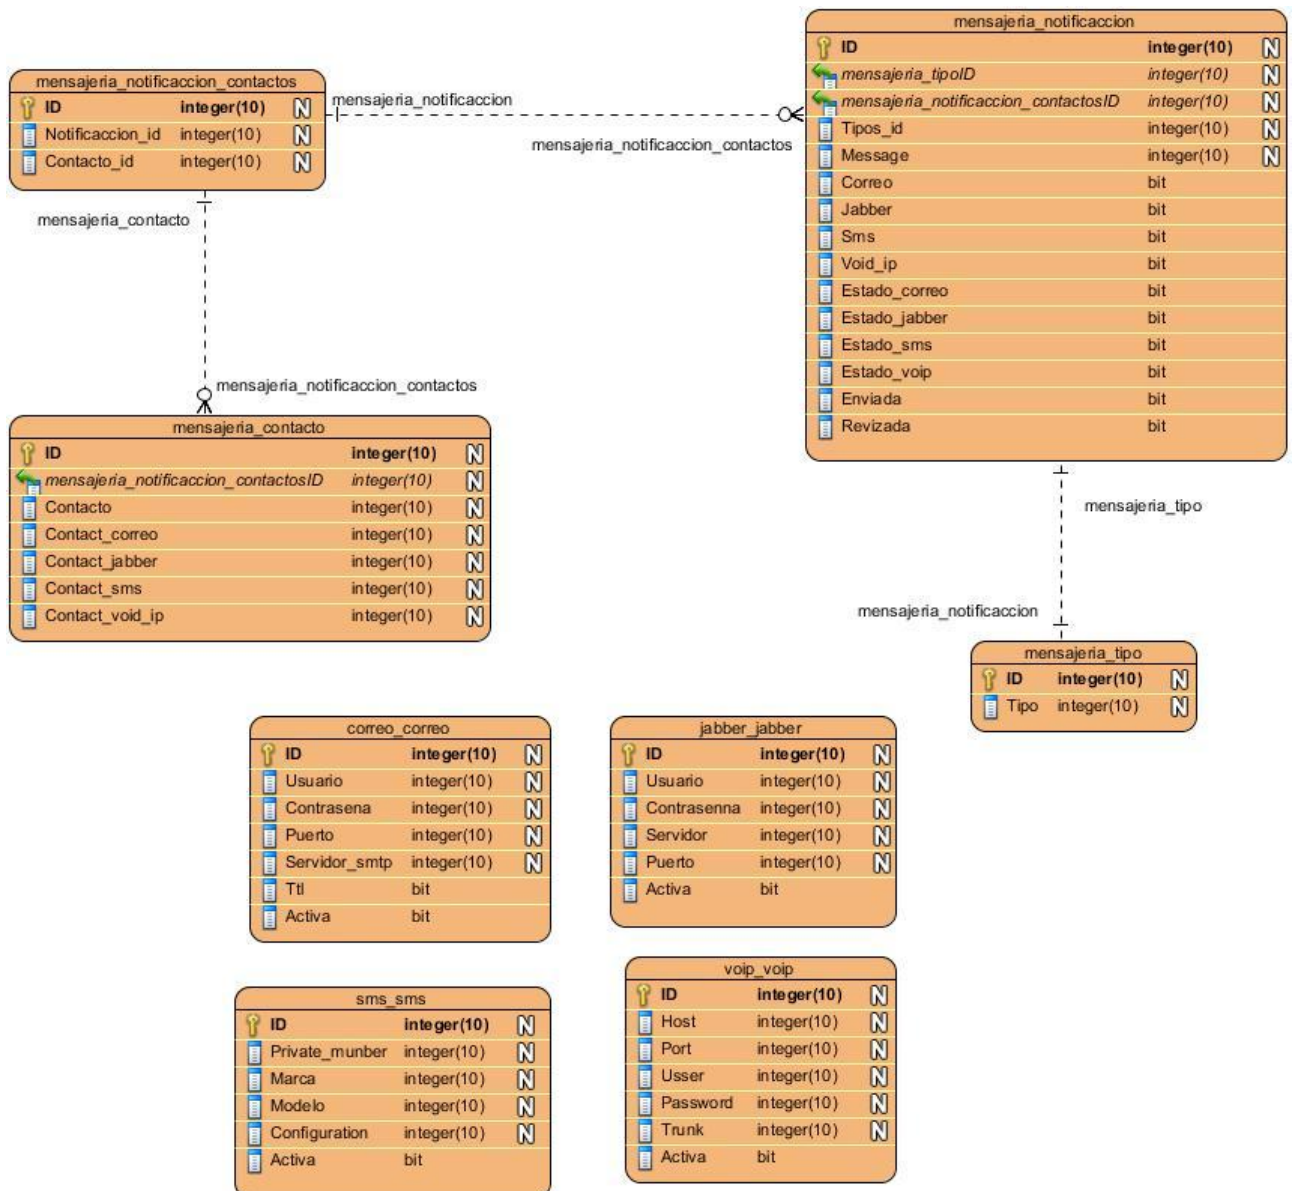 mensajeria_notificaccion
ID integer(10) N
mensajeria_tipoID integer(10) N
mensajeria_notificaccion_contactosID integer(10) N
Tipos_id integer(10) N
Message integer(10) N
Correo bit
Jabber bit
Sms bit
Void_ip bit
Estado_correo bit
Estado_jabber bit
Estado_sms bit
Estado_voip bit
Enviada bit
Revizada bit
mensajeria_notificaccion_contactos
ID integer(10) N
Notificaccion_id integer(10) N
Contacto_id integer(10) N
mensajeria_notificaccion
mensajeria_notificaccion_contactos
mensajeria_contacto
mensajeria_notificaccion_contactos
mensajeria_contacto
ID integer(10) N
mensajeria_notificaccion_contactosID integer(10) N
Contacto integer(10) N
Contact_correo integer(10) N
Contact_jabber integer(10) N
Contact_sms integer(10) N
Contact_void_ip integer(10) N
mensajeria_tipo
mensajeria_notificaccion
mensajeria_tipo
ID integer(10) N
Tipo integer(10) N
correo_correo
ID integer(10) N
Usuario integer(10) N
Contrasena integer(10) N
Puerto integer(10) N
Servidor_smtp integer(10) N
Ttl bit
Activa bit
jabber_jabber
ID integer(10) N
Usuario integer(10) N
Contrasenna integer(10) N
Servidor integer(10) N
Puerto integer(10) N
Activa bit
sms_sms
ID integer(10) N
Private_munber integer(10) N
Marca integer(10) N
Modelo integer(10) N
Configuration integer(10) N
Activa bit
voip_voip
ID integer(10) N
Host integer(10) N
Port integer(10) N
Usser integer(10) N
Password integer(10) N
Trunk integer(10) N
Activa bit